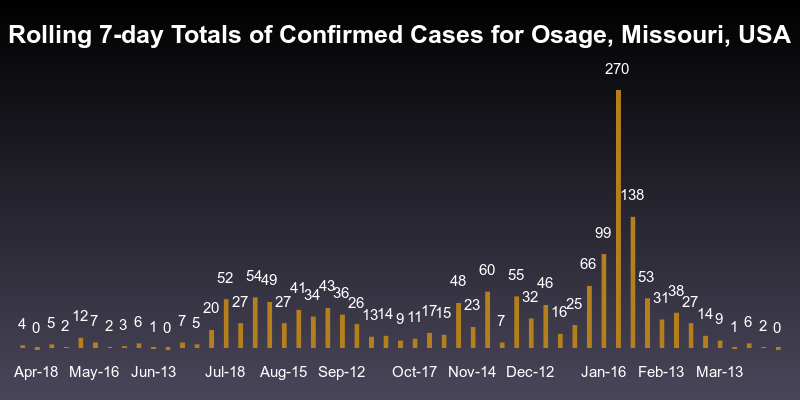 Rolling 7-day Totals of Confirmed Cases for Osage, Missouri, USA
4 0 5 2 12 7 2 3 6 1 0 7 5 20 52 27 54 49 27 41 34 43 36 26 13 14 9 11 17 15 48 23 60 7 55 32 46 16 25 66 99 270 138 53 31 38 27 14 9 1 6 2 0
Apr-18 May-16 Jun-13 Jul-18 Aug-15 Sep-12 Oct-17 Nov-14 Dec-12 Jan-16 Feb-13 Mar-13